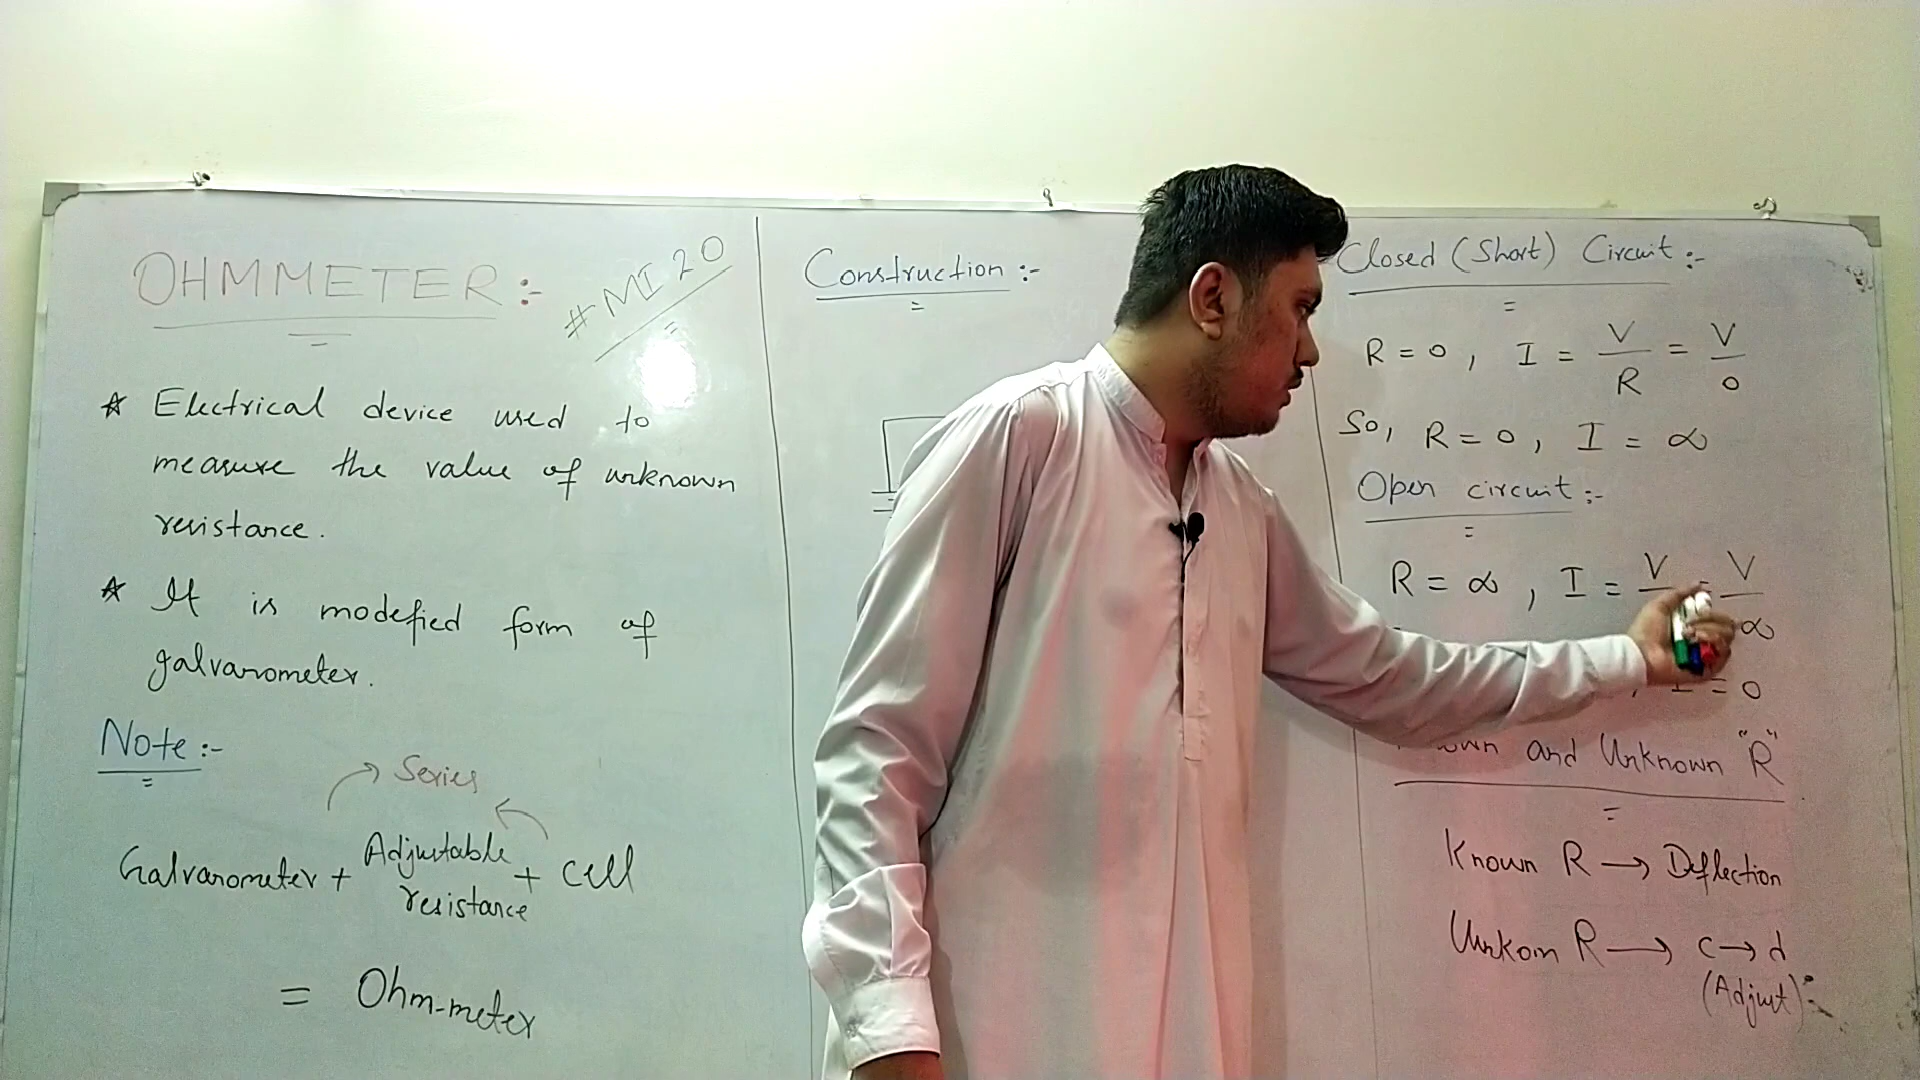 OHMMETER :-
# MI 20
☆ Electrical device used to
measure the value of unknown
resistance.
☆ It is modefied form of
galvanometer.
Note :-
Series
Galvanometer + Adjustable resistance + Cell
= Ohm-meter
Construction :-
Closed (Short) Circuit :-
R = 0 , I = V/R = V/0
So, R = 0 , I = ∞
Open circuit :-
R = ∞ , I = V = V/∞
, I = 0
and Unknown "R"
Known R → Deflection
Unkown R → c → d
(Adjust)